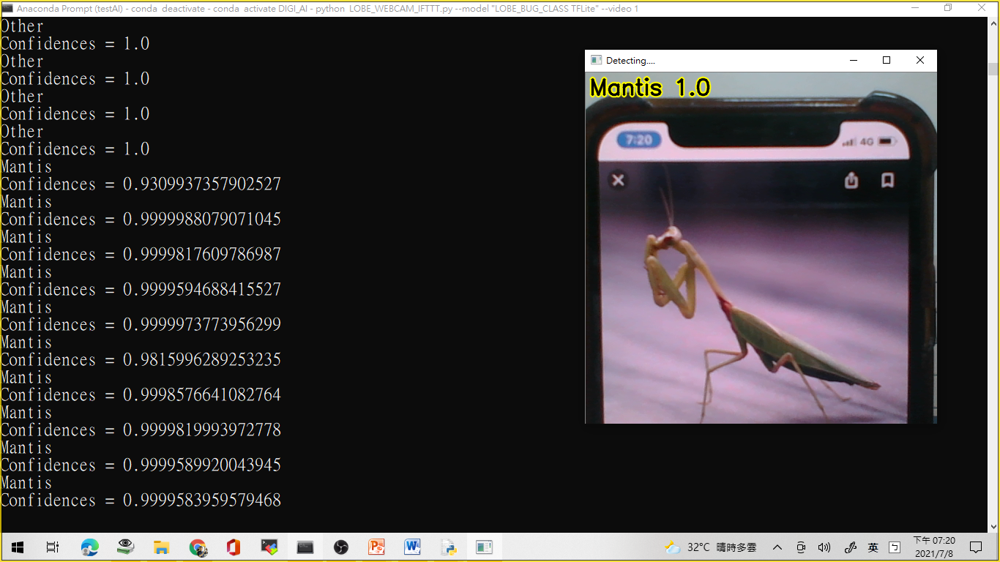 Anaconda Prompt (testAI) - conda deactivate - conda activate DIGI_AI - python LOBE_WEBCAM_IFTTT.py --model "LOBE_BUG_CLASS TFLite" --video 1
Other
Confidences = 1.0
Other
Confidences = 1.0
Other
Confidences = 1.0
Other
Confidences = 1.0
Mantis
Confidences = 0.9309937357902527
Mantis
Confidences = 0.9999988079071045
Mantis
Confidences = 0.9999817609786987
Mantis
Confidences = 0.9999594688415527
Mantis
Confidences = 0.9999973773956299
Mantis
Confidences = 0.9815996289253235
Mantis
Confidences = 0.9998576641082764
Mantis
Confidences = 0.9999819993972778
Mantis
Confidences = 0.9999589920043945
Mantis
Confidences = 0.9999583959579468
Detecting....
Mantis 1.0
7:20
4G
32°C 晴時多雲
英
下午 07:20
2021/7/8